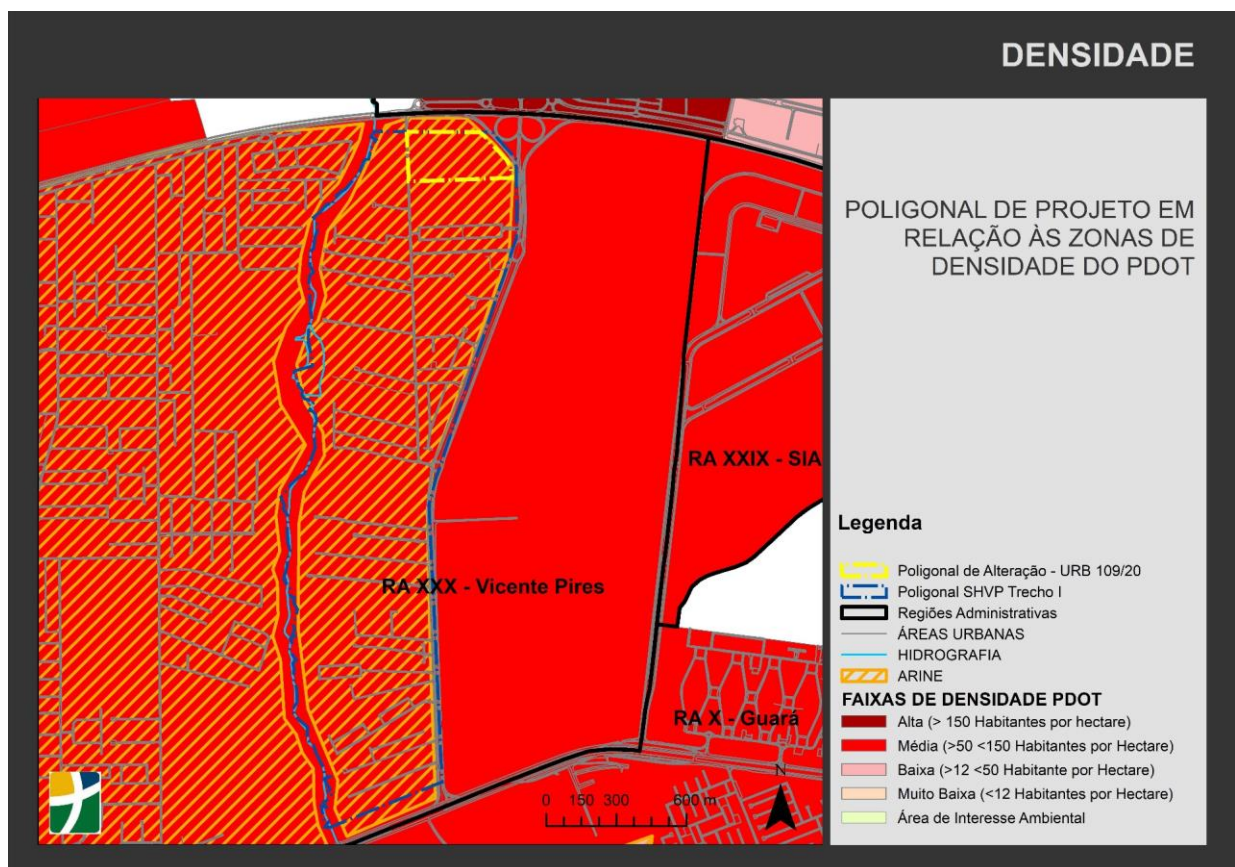 DENSIDADE
POLIGONAL DE PROJETO EM
RELAÇÃO ÀS ZONAS DE
DENSIDADE DO PDOT
RA XXIX - SIA
RA XXX - Vicente Pires
RA X - Guará
N
0 150 300 600 m
Legenda
Poligonal de Alteração - URB 109/20
Poligonal SHVP Trecho I
Regiões Administrativas
ÁREAS URBANAS
HIDROGRAFIA
ARINE
FAIXAS DE DENSIDADE PDOT
Alta (> 150 Habitantes por hectare)
Média (>50 <150 Habitantes por Hectare)
Baixa (>12 <50 Habitante por Hectare)
Muito Baixa (<12 Habitantes por Hectare)
Área de Interesse Ambiental